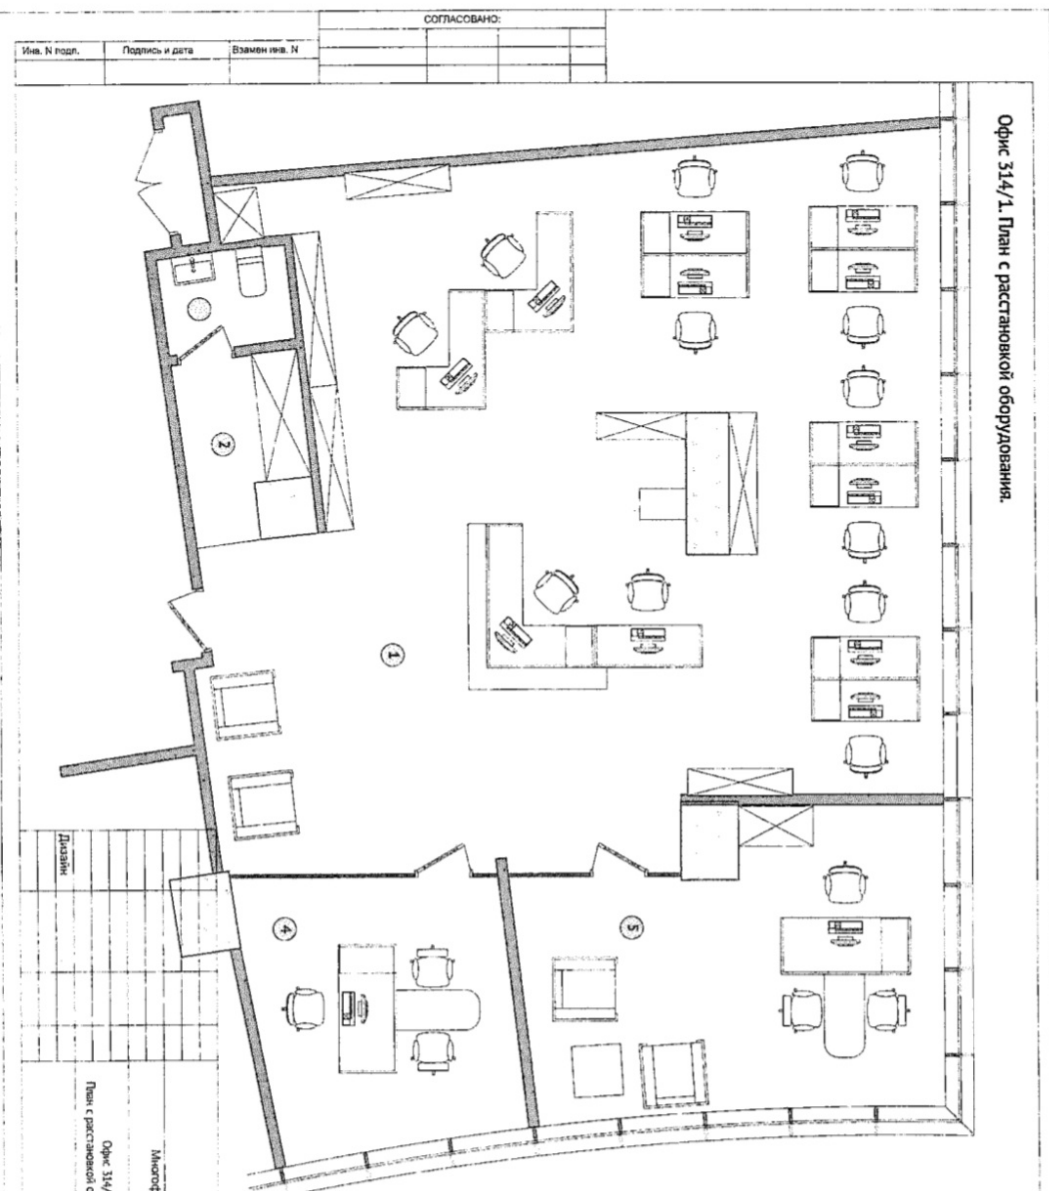 СОГЛАСОВАНО:
Инв. N подл.
Подпись и дата
Взамен инв. N
Офис 314/1. План с расстановкой оборудования.
2
1
4
5
Дизайн
Многоф
Офис 314/
План с расстановкой о